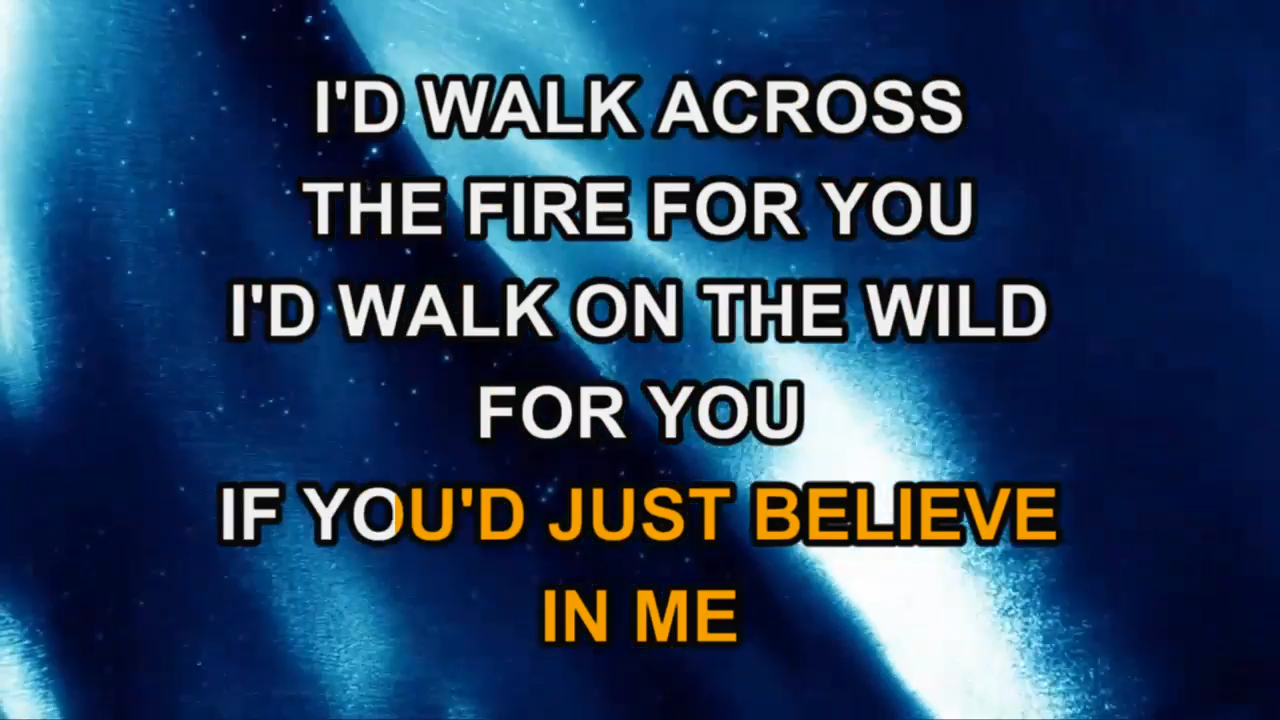 I'D WALK ACROSS
THE FIRE FOR YOU
I'D WALK ON THE WILD
FOR YOU
IF YOU'D JUST BELIEVE
IN ME